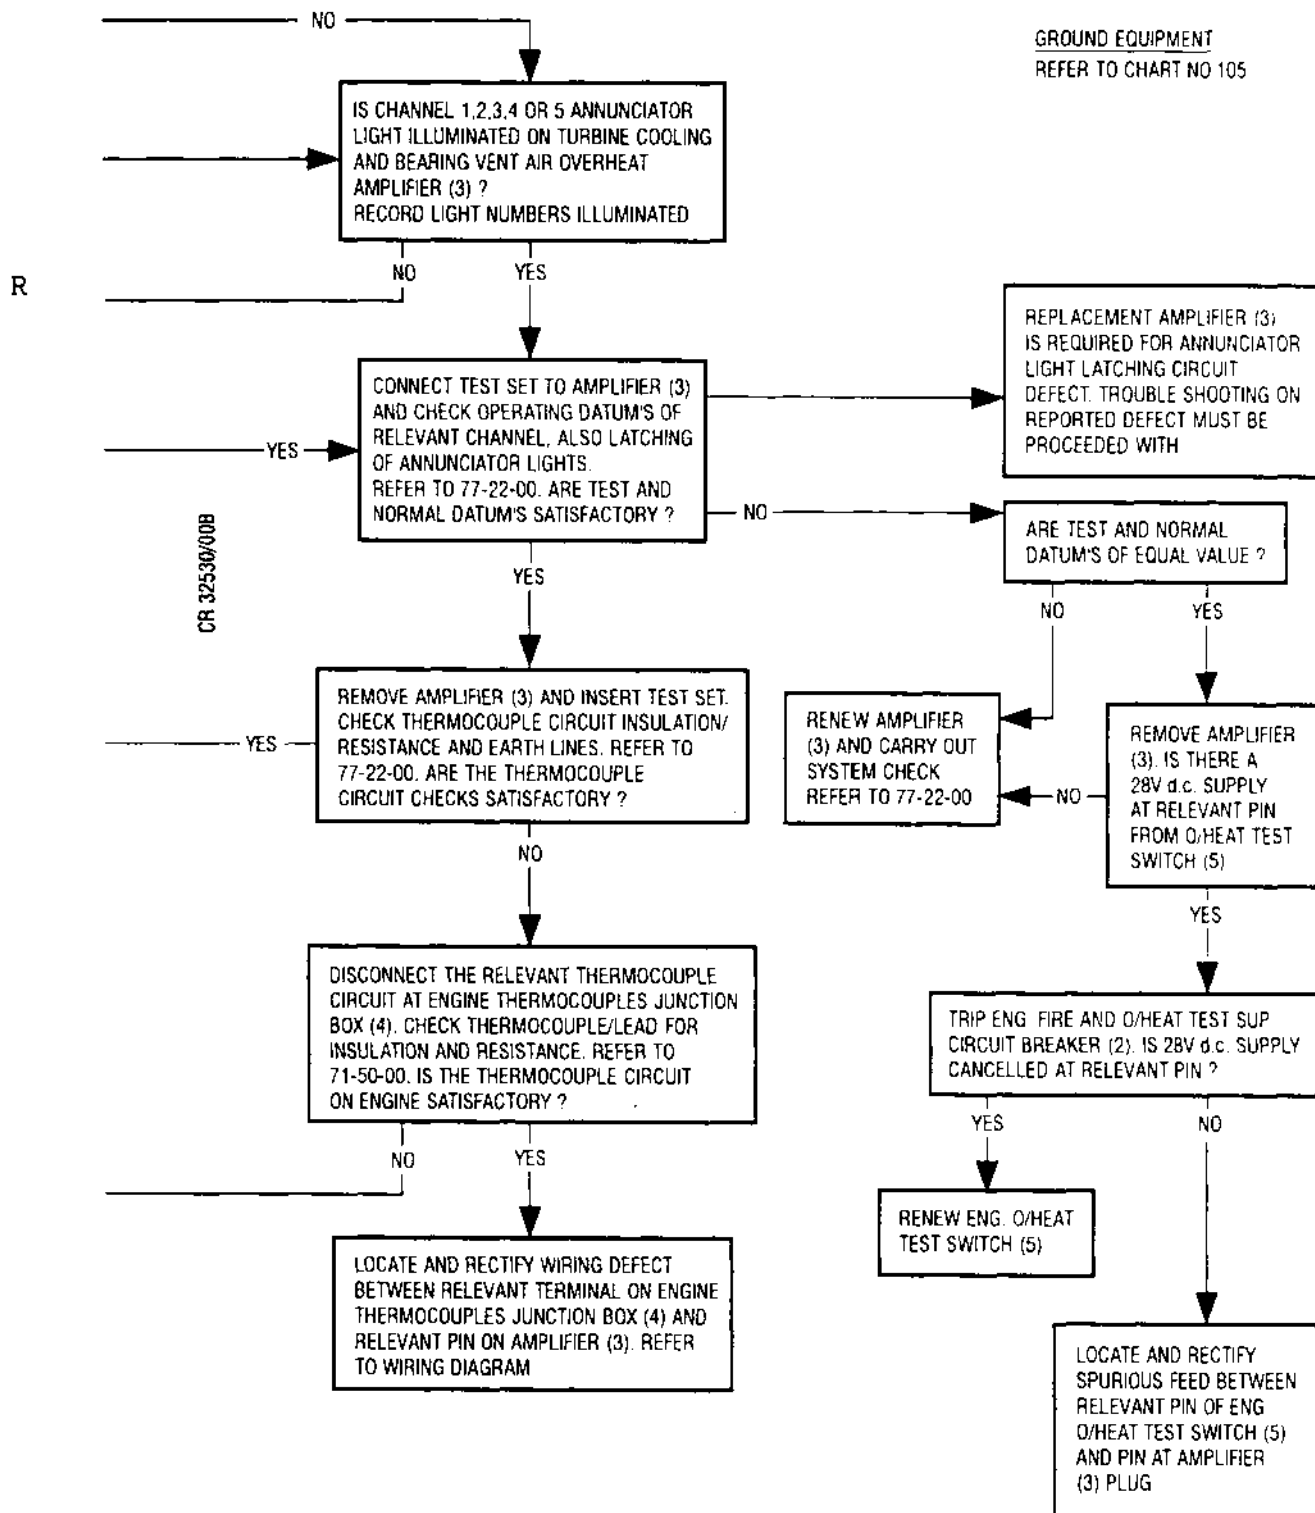 NO
GROUND EQUIPMENT
REFER TO CHART NO 105
IS CHANNEL 1,2,3,4 OR 5 ANNUNCIATOR
LIGHT ILLUMINATED ON TURBINE COOLING
AND BEARING VENT AIR OVERHEAT
AMPLIFIER (3) ?
RECORD LIGHT NUMBERS ILLUMINATED
NO
YES
R
REPLACEMENT AMPLIFIER (3)
IS REQUIRED FOR ANNUNCIATOR
LIGHT LATCHING CIRCUIT
DEFECT. TROUBLE SHOOTING ON
REPORTED DEFECT MUST BE
PROCEEDED WITH
CONNECT TEST SET TO AMPLIFIER (3)
AND CHECK OPERATING DATUM'S OF
RELEVANT CHANNEL, ALSO LATCHING
OF ANNUNCIATOR LIGHTS.
REFER TO 77-22-00. ARE TEST AND
NORMAL DATUM'S SATISFACTORY ?
YES
NO
ARE TEST AND NORMAL
DATUM'S OF EQUAL VALUE ?
CR 32530/00B
YES
NO
YES
REMOVE AMPLIFIER (3) AND INSERT TEST SET.
CHECK THERMOCOUPLE CIRCUIT INSULATION/
RESISTANCE AND EARTH LINES. REFER TO
77-22-00. ARE THE THERMOCOUPLE
CIRCUIT CHECKS SATISFACTORY ?
YES
RENEW AMPLIFIER
(3) AND CARRY OUT
SYSTEM CHECK
REFER TO 77-22-00
NO
REMOVE AMPLIFIER
(3). IS THERE A
28V d.c. SUPPLY
AT RELEVANT PIN
FROM O/HEAT TEST
SWITCH (5)
NO
YES
DISCONNECT THE RELEVANT THERMOCOUPLE
CIRCUIT AT ENGINE THERMOCOUPLES JUNCTION
BOX (4). CHECK THERMOCOUPLE/LEAD FOR
INSULATION AND RESISTANCE. REFER TO
71-50-00. IS THE THERMOCOUPLE CIRCUIT
ON ENGINE SATISFACTORY ?
TRIP ENG. FIRE AND O/HEAT TEST SUP
CIRCUIT BREAKER (2). IS 28V d.c. SUPPLY
CANCELLED AT RELEVANT PIN ?
YES
NO
NO
YES
RENEW ENG. O/HEAT
TEST SWITCH (5)
LOCATE AND RECTIFY WIRING DEFECT
BETWEEN RELEVANT TERMINAL ON ENGINE
THERMOCOUPLES JUNCTION BOX (4) AND
RELEVANT PIN ON AMPLIFIER (3). REFER
TO WIRING DIAGRAM
LOCATE AND RECTIFY
SPURIOUS FEED BETWEEN
RELEVANT PIN OF ENG
O/HEAT TEST SWITCH (5)
AND PIN AT AMPLIFIER
(3) PLUG